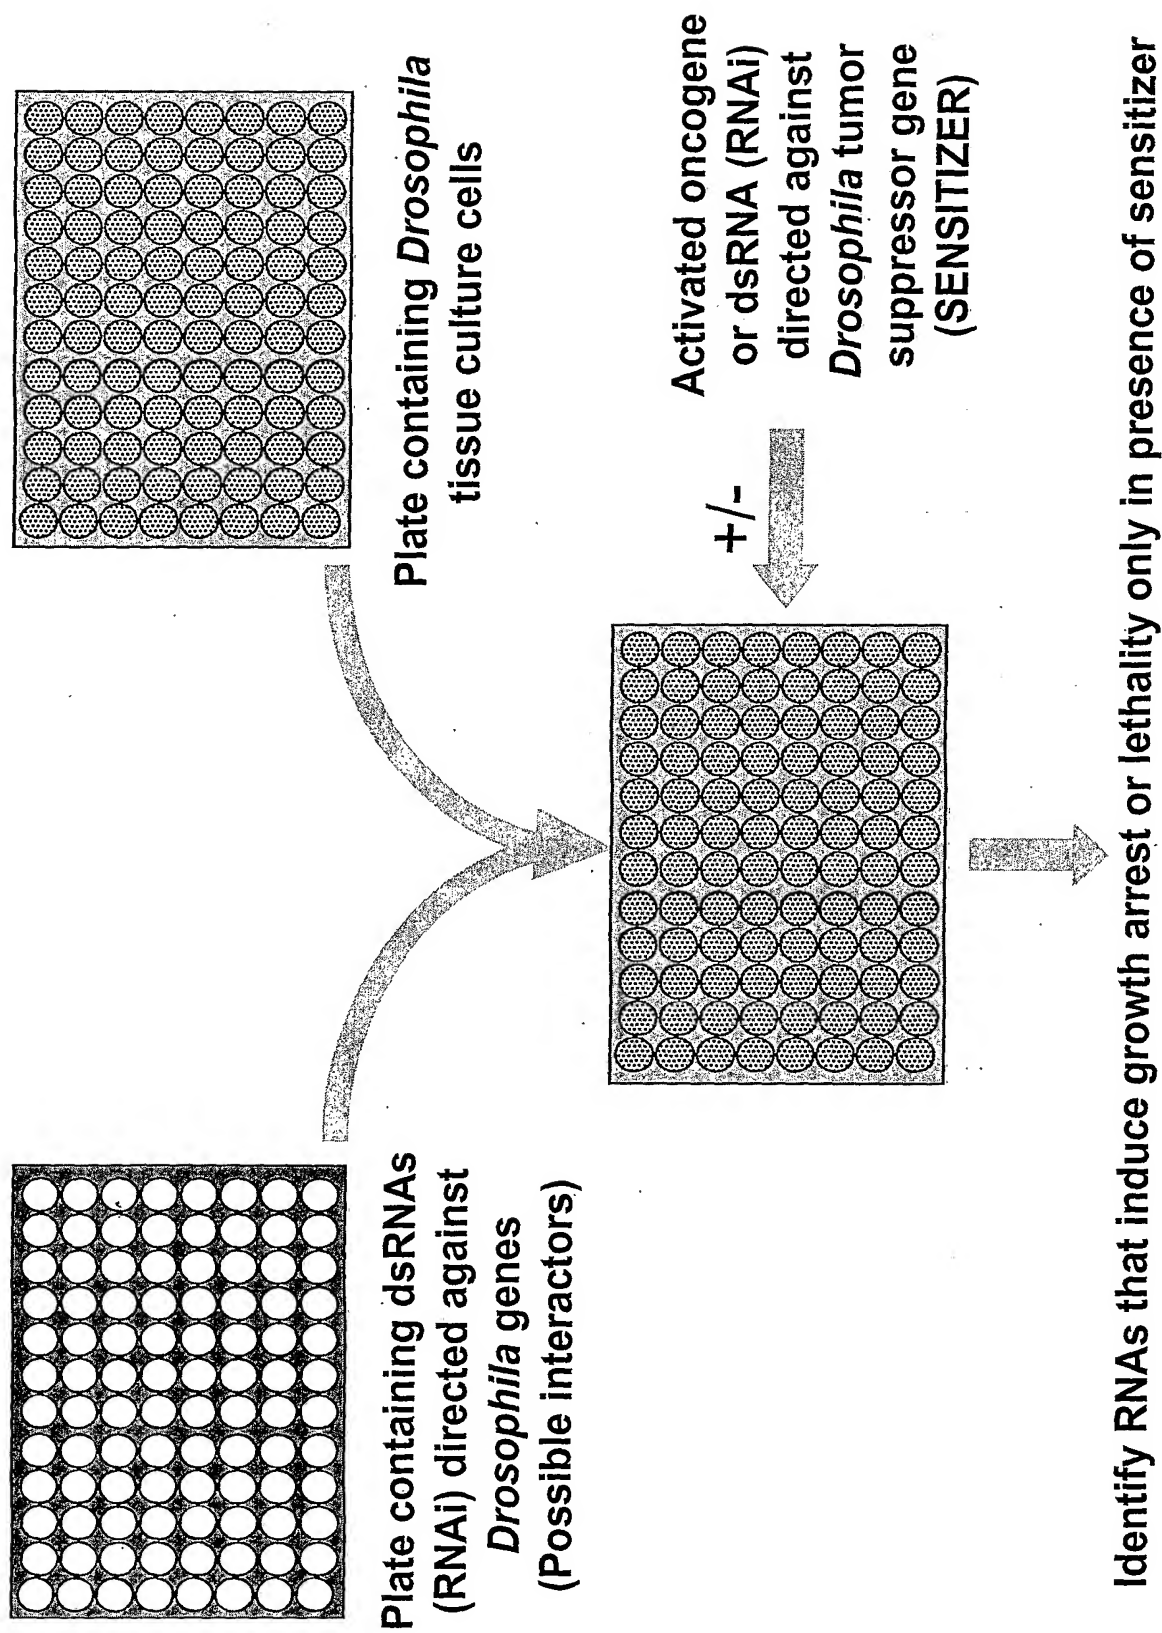 Plate containing dsRNAs
(RNAi) directed against
Drosophila genes
(Possible interactors)
Plate containing Drosophila
tissue culture cells
+/-
Activated oncogene
or dsRNA (RNAi)
directed against
Drosophila tumor
suppressor gene
(SENSITIZER)
Identify RNAs that induce growth arrest or lethality only in presence of sensitizer